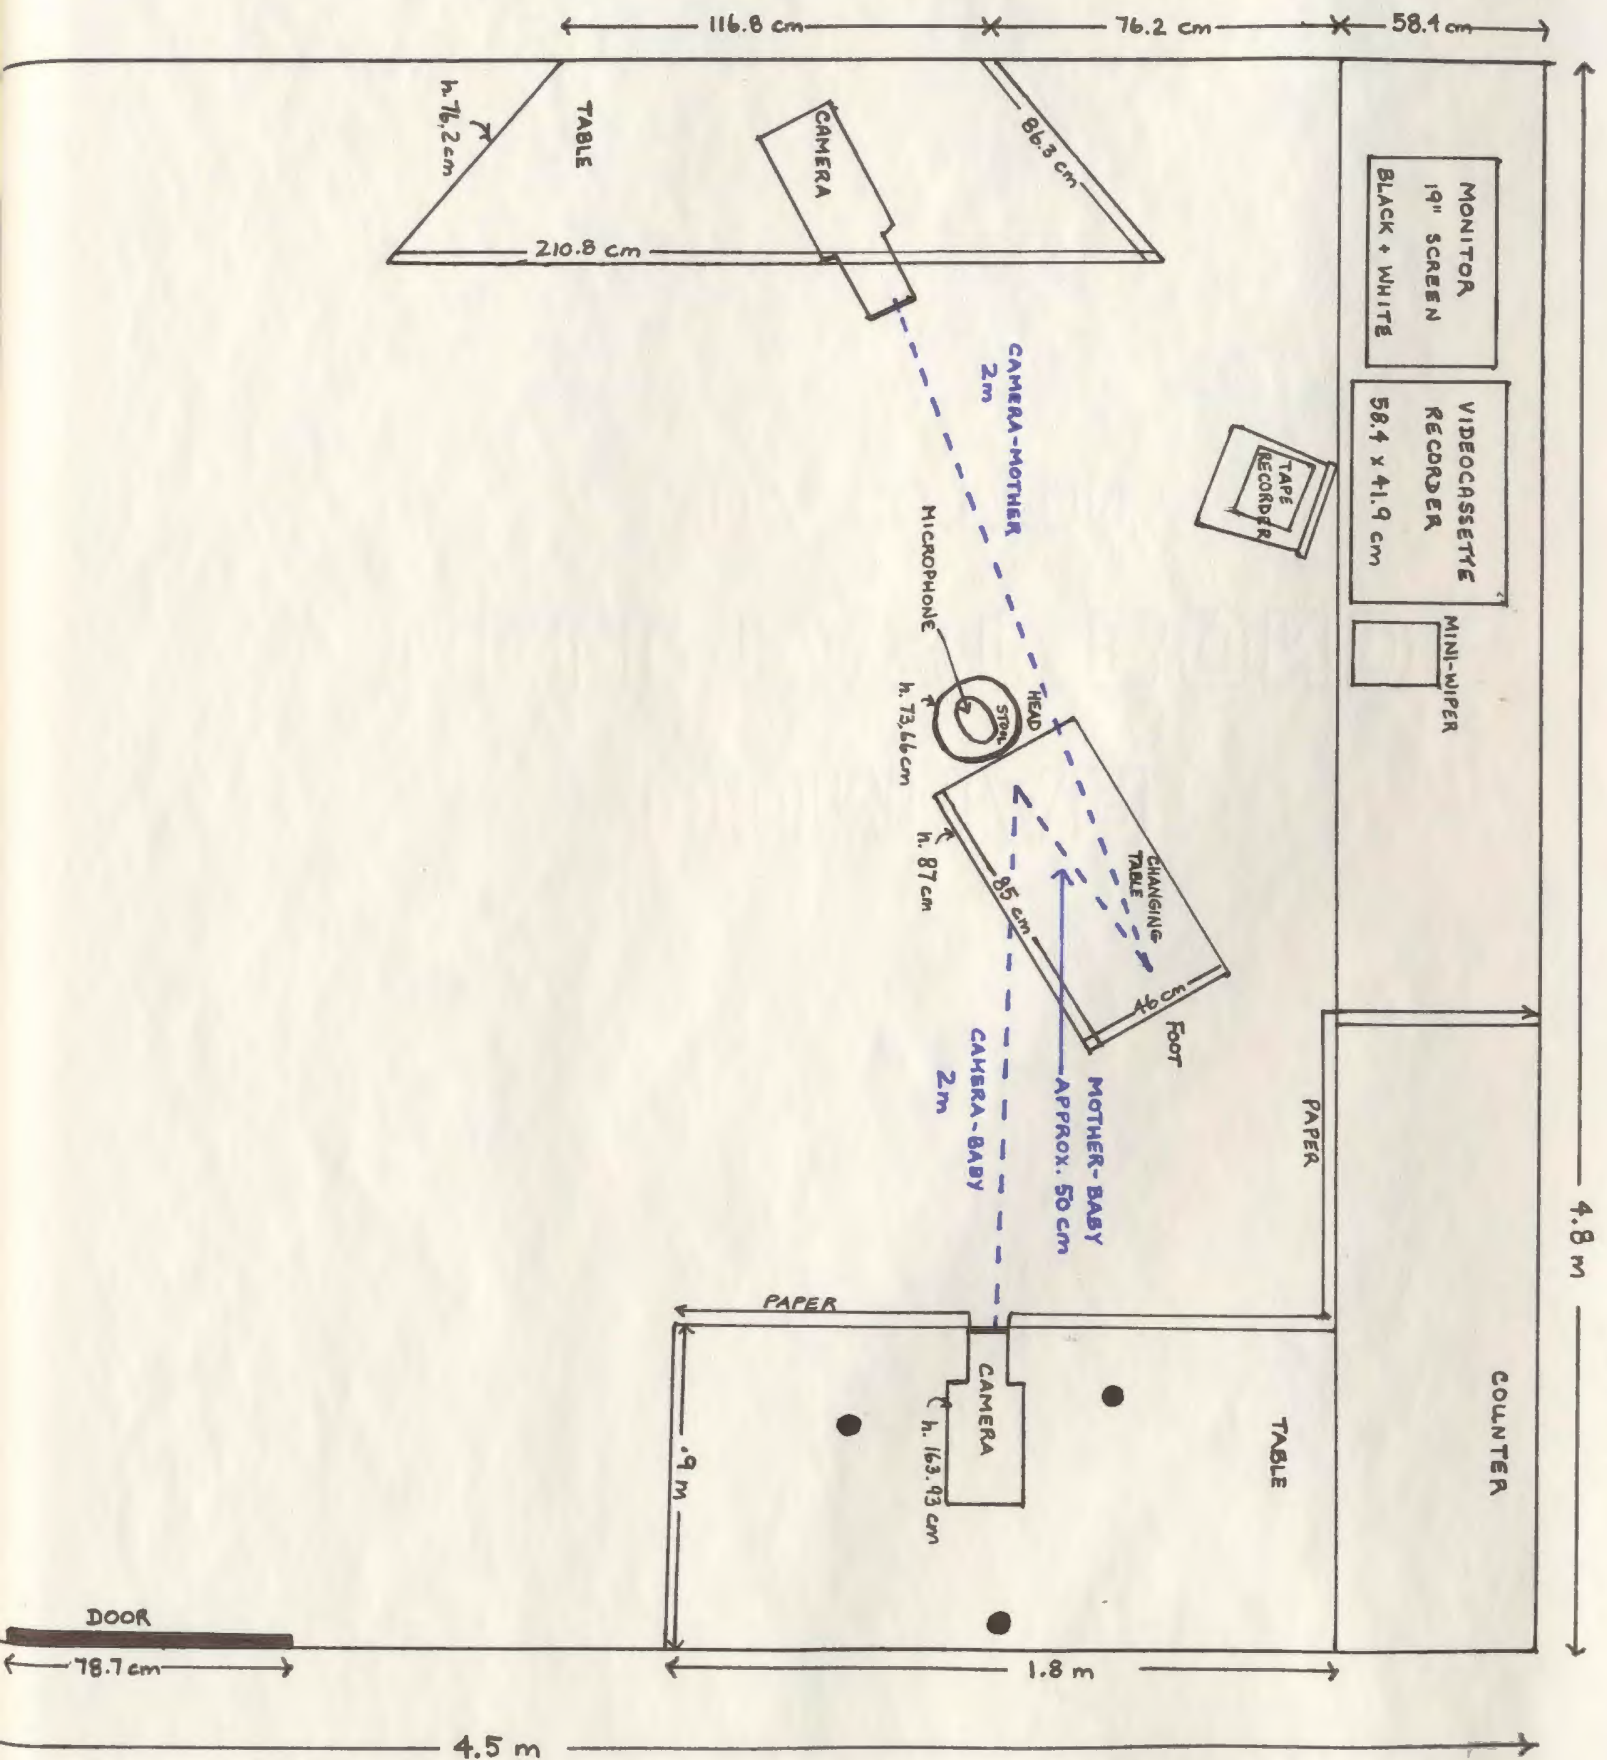 116.8 cm
76.2 cm
58.4 cm
h. 76,2 cm
TABLE
CAMERA
86.3 cm
210.8 cm
MONITOR
19" SCREEN
BLACK + WHITE
VIDEOCASSETTE
RECORDER
58.4 x 41.9 cm
TAPE
RECORDER
MINI-WIPER
CAMERA-MOTHER
2m
MICROPHONE
STOOL
HEAD
h. 73,66 cm
h. 87 cm
85 cm
CHANGING
TABLE
46 cm
FOOT
MOTHER-BABY
APPROX. 50 cm
CAMERA-BABY
2m
PAPER
4.8 m
PAPER
CAMERA
h. 163.93 cm
TABLE
COUNTER
.9 m
DOOR
78.7 cm
1.8 m
4.5 m